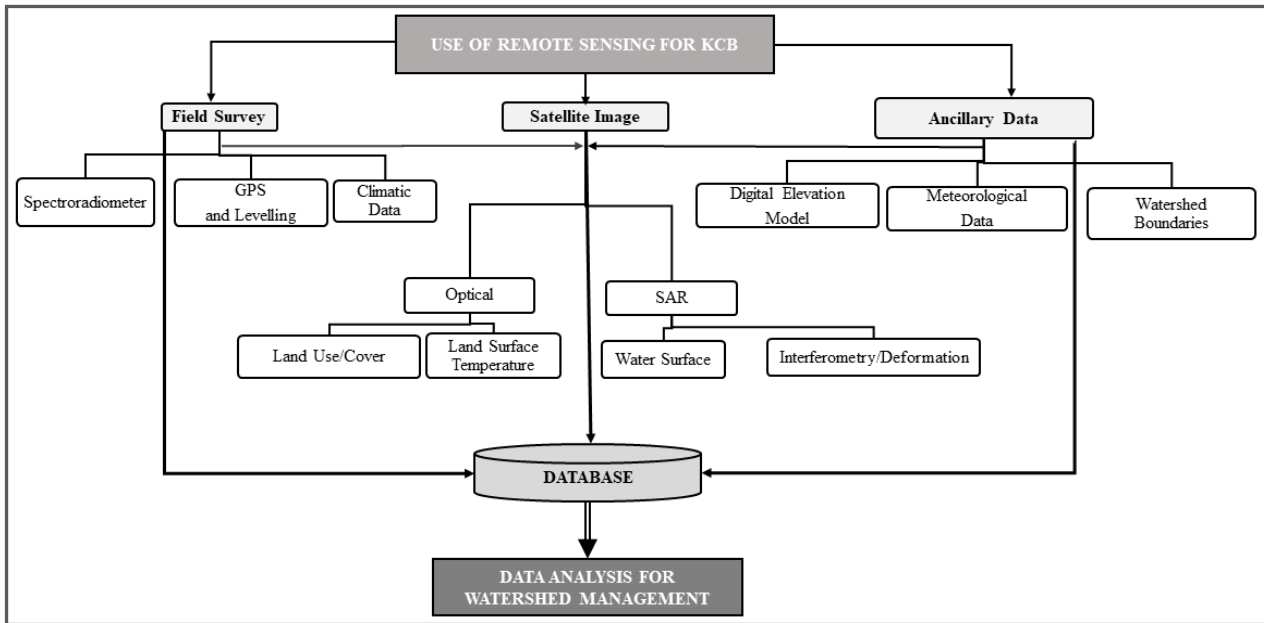 USE OF REMOTE SENSING FOR KCB
Field Survey
Satellite Image
Ancillary Data
Spectroradiometer
GPS
and Levelling
Climatic
Data
Digital Elevation
Model
Meteorological
Data
Watershed
Boundaries
Optical
SAR
Land Use/Cover
Land Surface
Temperature
Water Surface
Interferometry/Deformation
DATABASE
DATA ANALYSIS FOR
WATERSHED MANAGEMENT